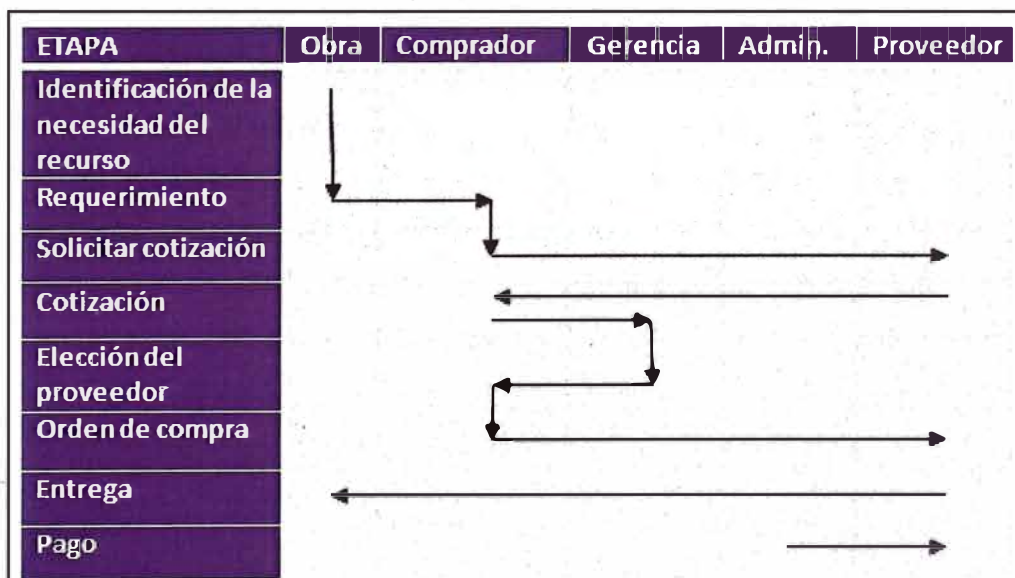 ETAPA Obra Comprador Gerencia Admin. Proveedor
Identificación de la
necesidad del
recurso
Requerimiento
Solicitar cotización
Cotización
Elección del
proveedor
Orden de compra
Entrega
Pago